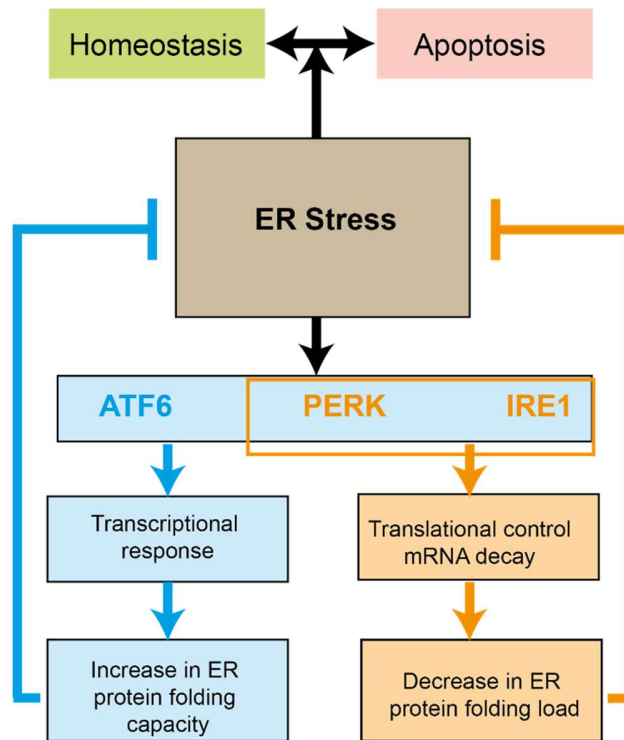 Homeostasis
Apoptosis
ER Stress
ATF6
PERK
IRE1
Transcriptional
response
Translational control
mRNA decay
Increase in ER
protein folding
capacity
Decrease in ER
protein folding load